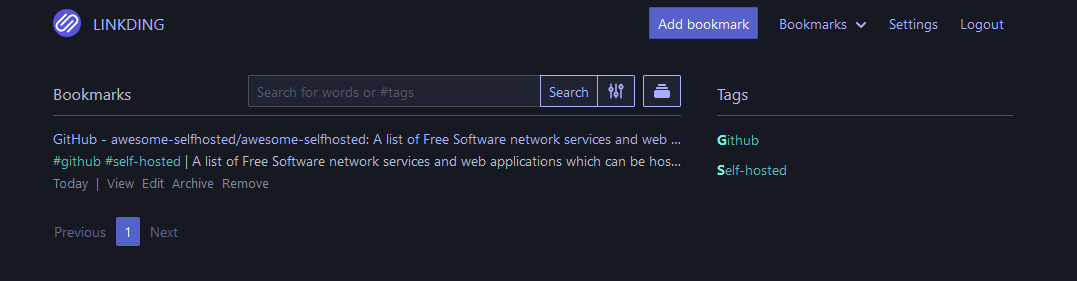 LINKDING Add bookmark Bookmarks Settings Logout
Bookmarks Search for words or #tags Search Tags
GitHub - awesome-selfhosted/awesome-selfhosted: A list of Free Software network services and web ...
#github #self-hosted | A list of Free Software network services and web applications which can be hos...
Today | View Edit Archive Remove
Previous 1 Next
Github
Self-hosted